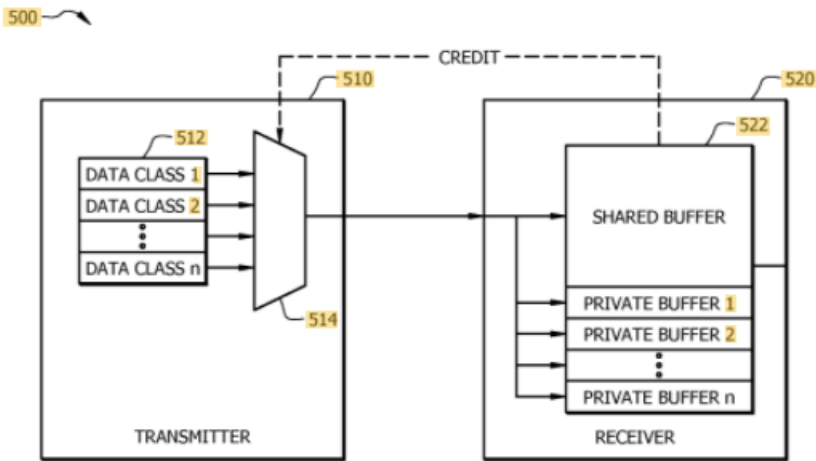 500
CREDIT
510
520
512
522
DATA CLASS 1
DATA CLASS 2
DATA CLASS n
514
SHARED BUFFER
PRIVATE BUFFER 1
PRIVATE BUFFER 2
PRIVATE BUFFER n
TRANSMITTER
RECEIVER